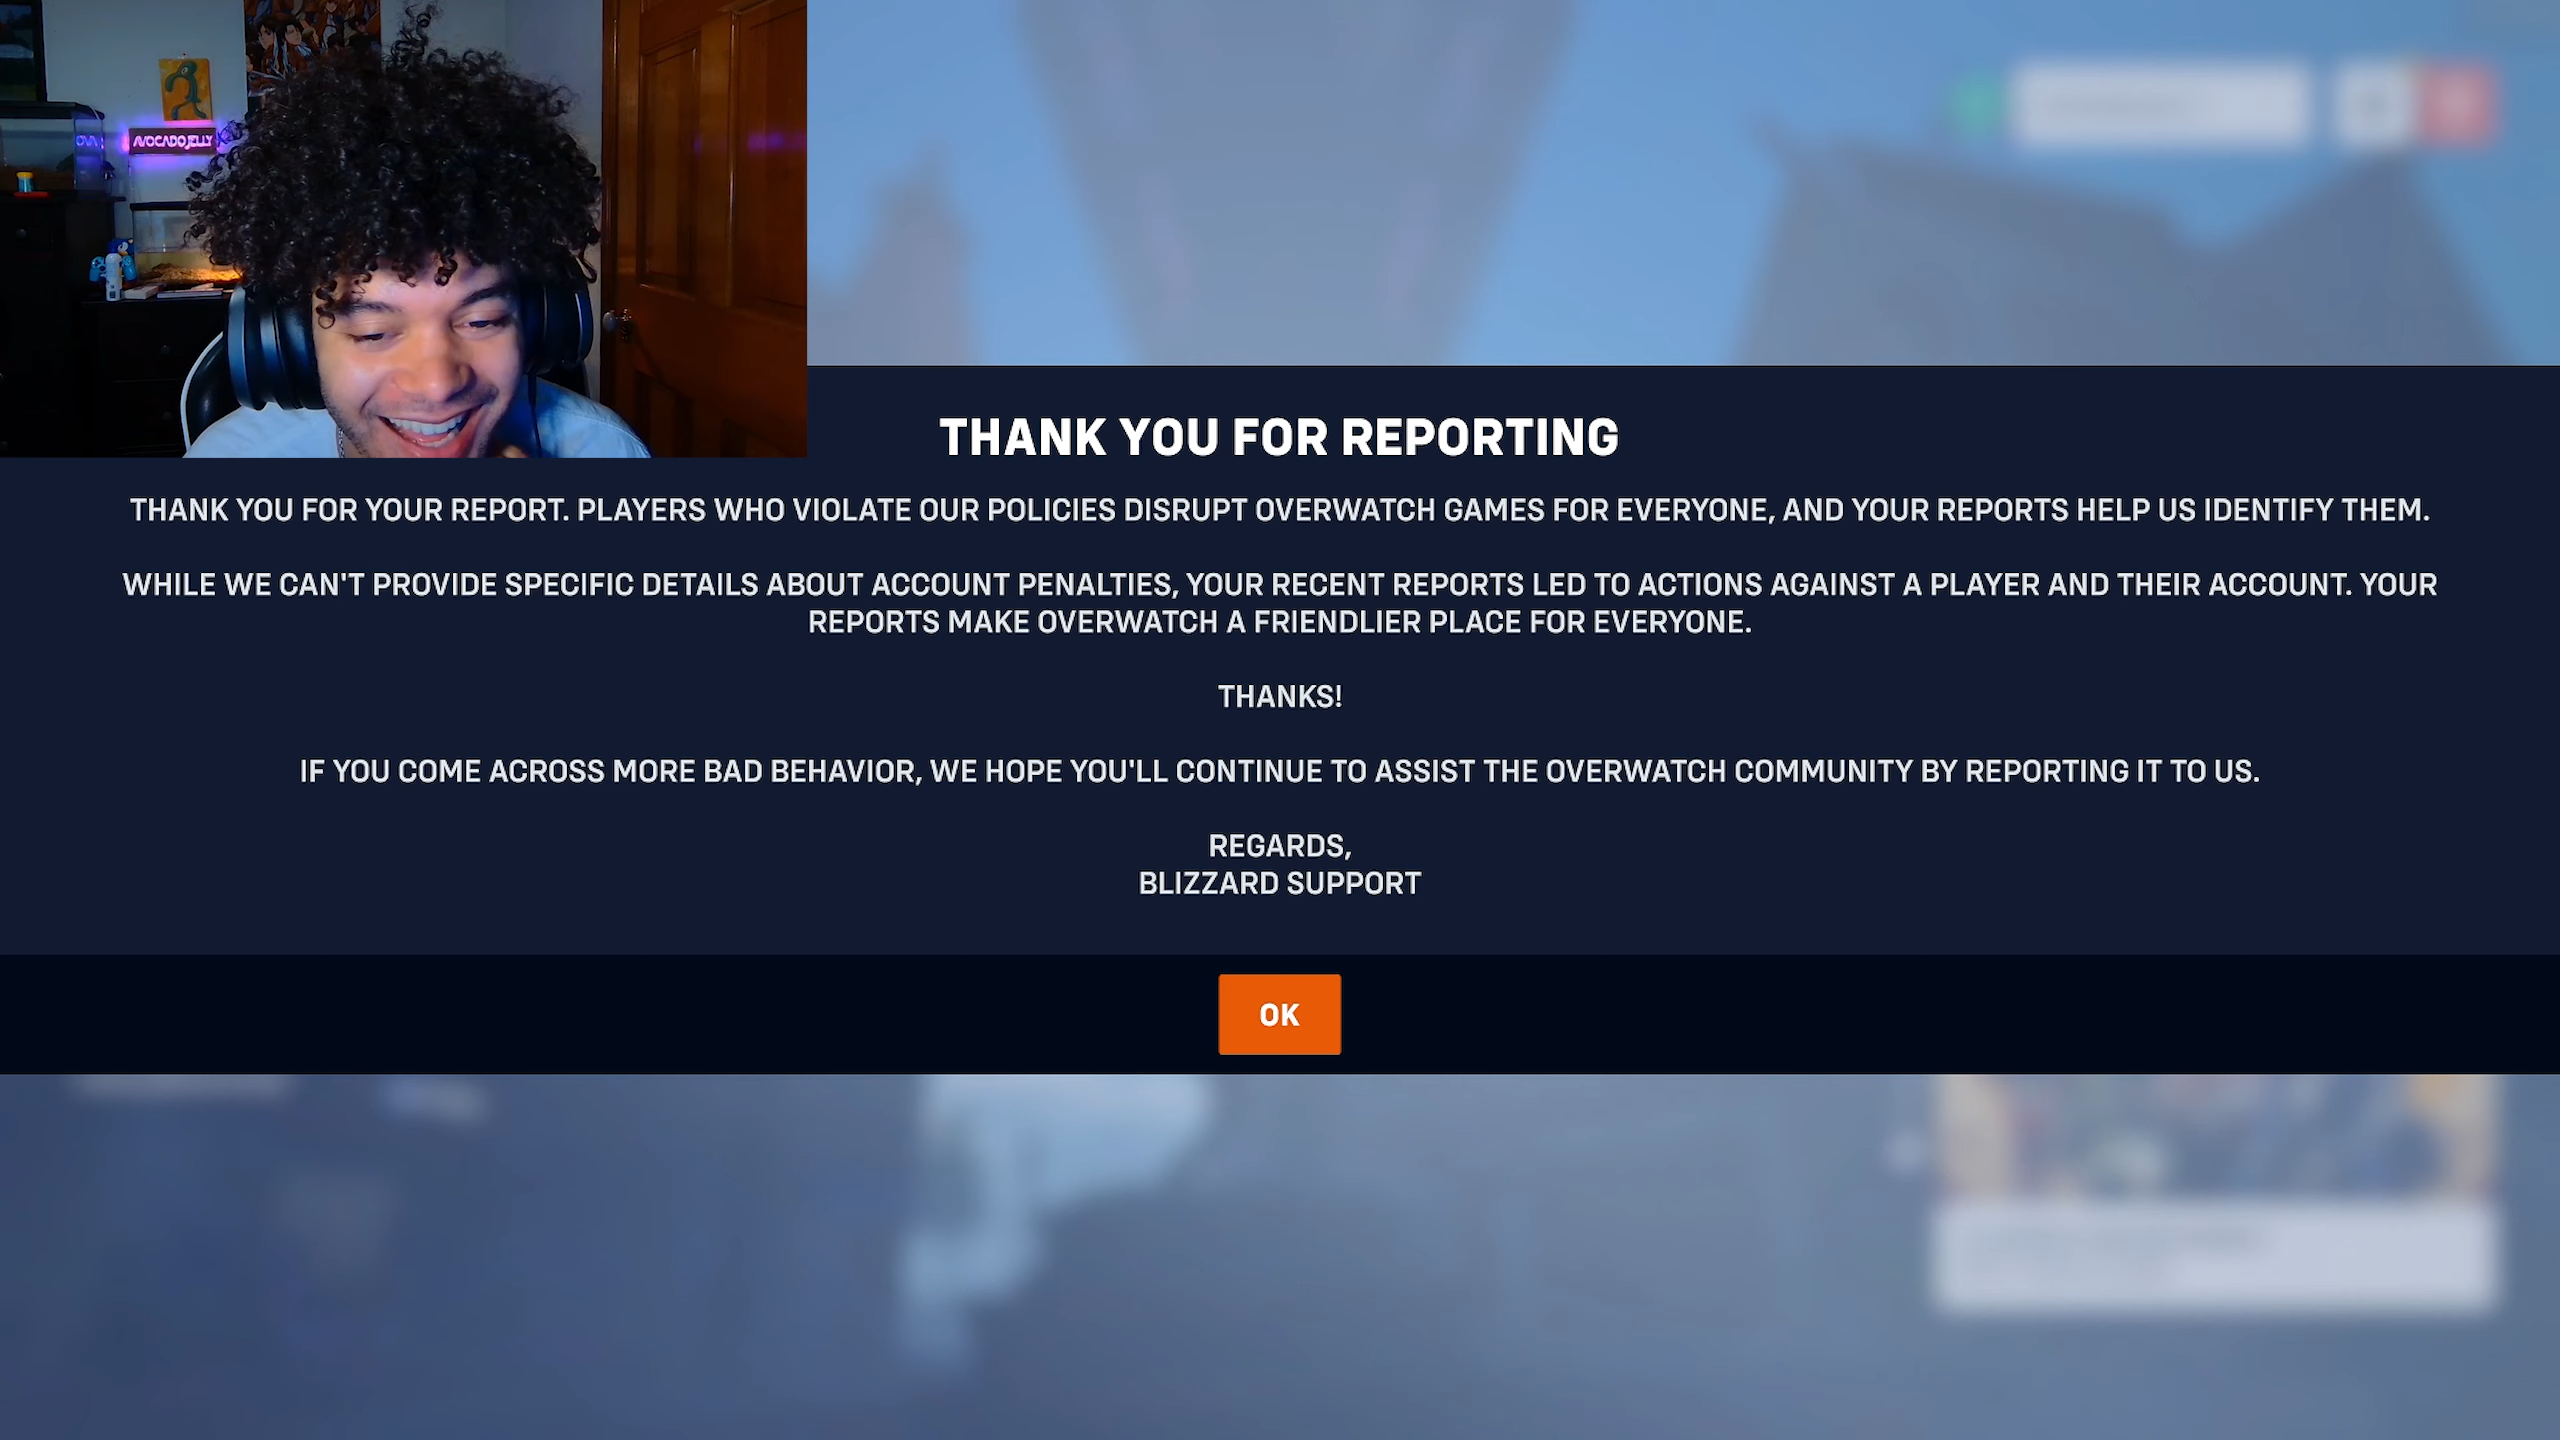 AVOCADOJELLY
THANK YOU FOR REPORTING
THANK YOU FOR YOUR REPORT. PLAYERS WHO VIOLATE OUR POLICIES DISRUPT OVERWATCH GAMES FOR EVERYONE, AND YOUR REPORTS HELP US IDENTIFY THEM.
WHILE WE CAN'T PROVIDE SPECIFIC DETAILS ABOUT ACCOUNT PENALTIES, YOUR RECENT REPORTS LED TO ACTIONS AGAINST A PLAYER AND THEIR ACCOUNT. YOUR
REPORTS MAKE OVERWATCH A FRIENDLIER PLACE FOR EVERYONE.
THANKS!
IF YOU COME ACROSS MORE BAD BEHAVIOR, WE HOPE YOU'LL CONTINUE TO ASSIST THE OVERWATCH COMMUNITY BY REPORTING IT TO US.
REGARDS,
BLIZZARD SUPPORT
OK